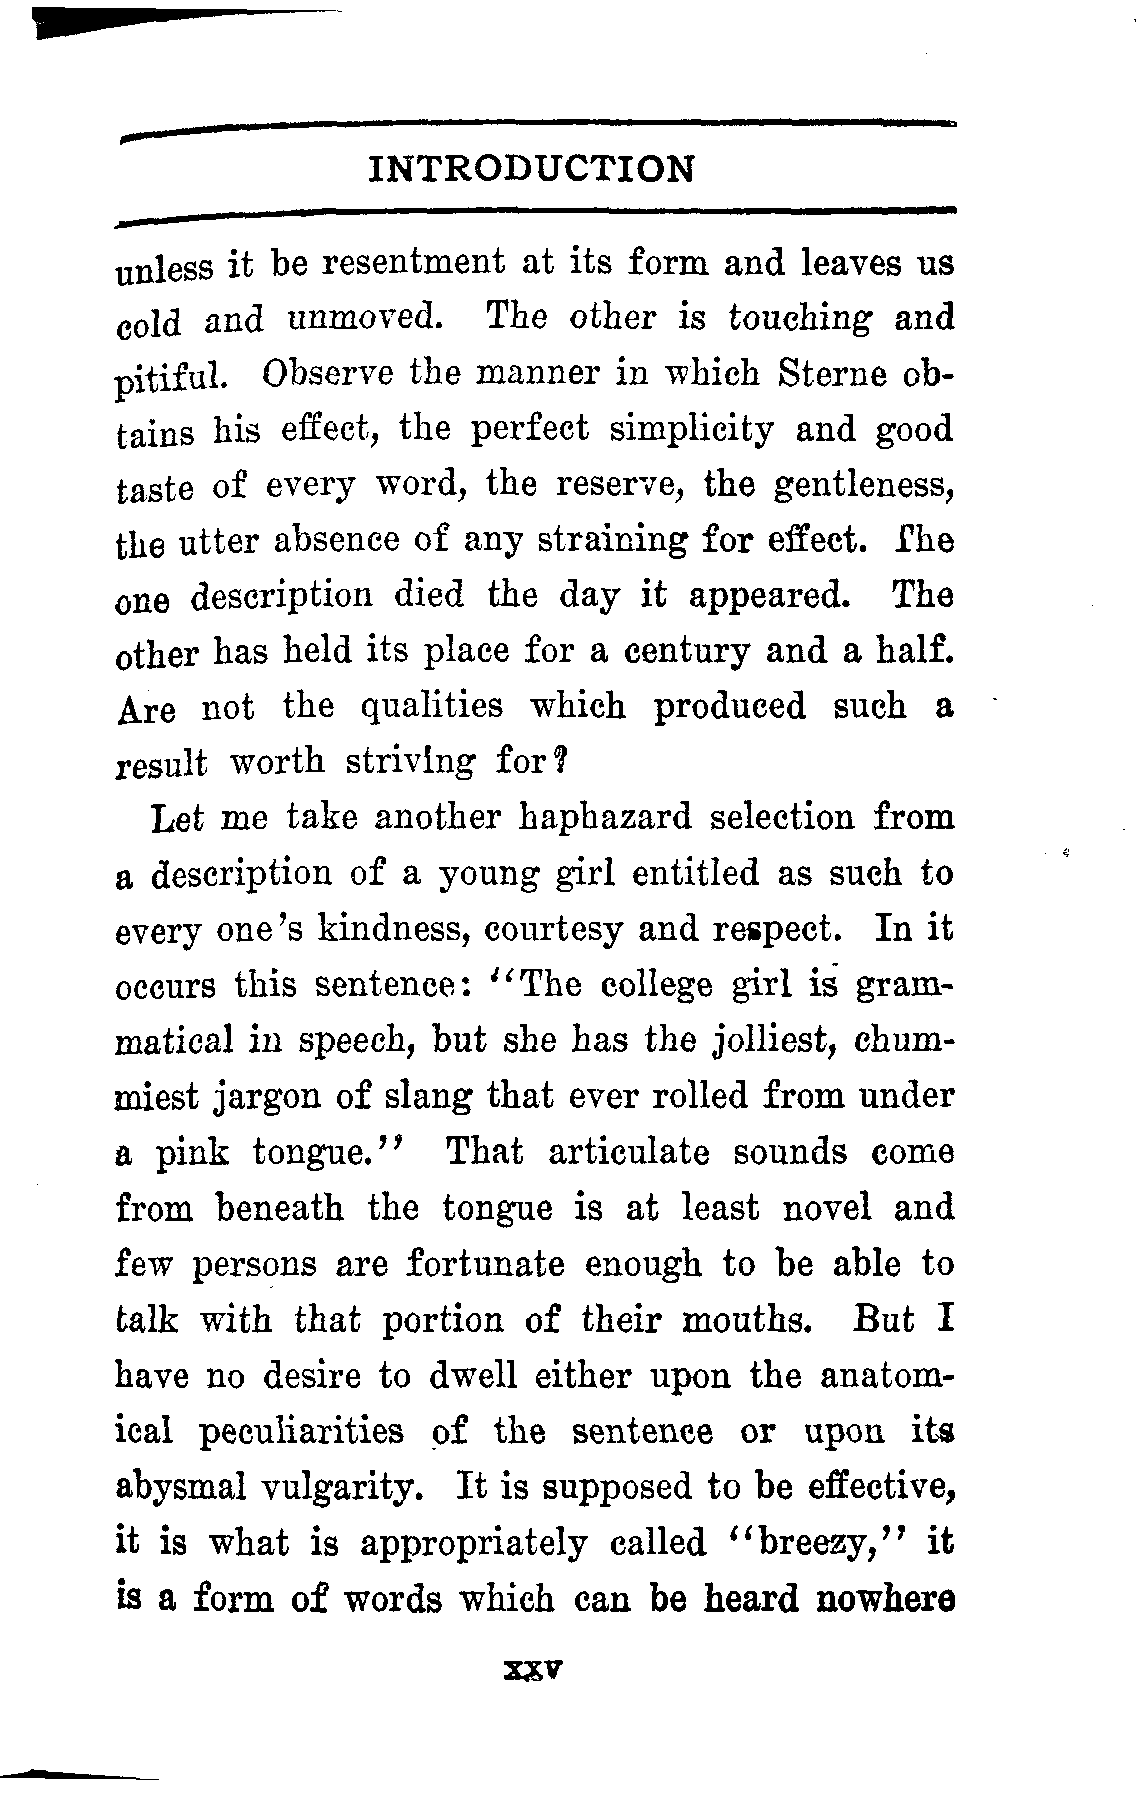 INTRODUCTION
unless it be resentment at its form and leaves us
cold and unmoved. The other is touching and
pitiful. Observe the manner in which Sterne ob-
tains his effect, the perfect simplicity and good
taste of every word, the reserve, the gentleness,
the utter absence of any straining for effect. The
one description died the day it appeared. The
other has held its place for a century and a half.
Are not the qualities which produced such a
result worth striving for?
Let me take another haphazard selection from
a description of a young girl entitled as such to
every one's kindness, courtesy and respect. In it
occurs this sentence: "The college girl is gram-
matical in speech, but she has the jolliest, chum-
miest jargon of slang that ever rolled from under
a pink tongue." That articulate sounds come
from beneath the tongue is at least novel and
few persons are fortunate enough to be able to
talk with that portion of their mouths. But I
have no desire to dwell either upon the anatom-
ical peculiarities of the sentence or upon its
abysmal vulgarity. It is supposed to be effective,
it is what is appropriately called "breezy," it
is a form of words which can be heard nowhere
xxv